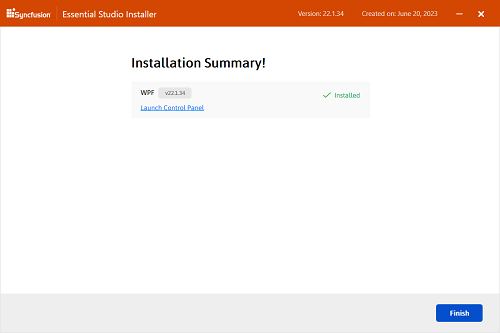 Syncfusion Essential Studio Installer Version: 22.1.34 Created on: June 20, 2023
Installation Summary!
WPF v22.1.34 Installed
Launch Control Panel
Finish